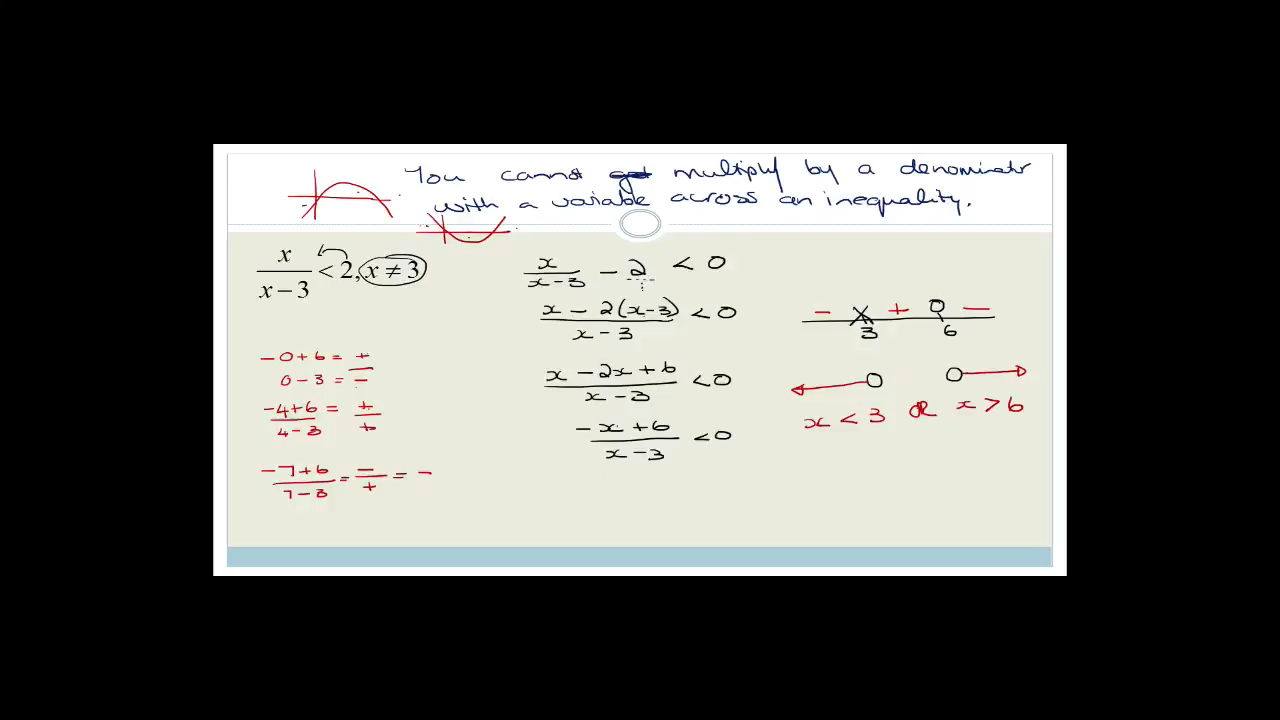 You cannot get multiply by a denominator
with a variable across an inequality.
x/(x − 3) < 2, x ≠ 3
x/(x−3) − 2 < 0
(x − 2(x−3))/(x − 3) < 0
(x − 2x + 6)/(x − 3) < 0
(−x + 6)/(x − 3) < 0
−0+6 = +
0−3 = −
(−4+6)/(4−3) = +/+
(−7+6)/(7−3) = −/+ = −
− + −
3 6
x < 3 OR x > 6